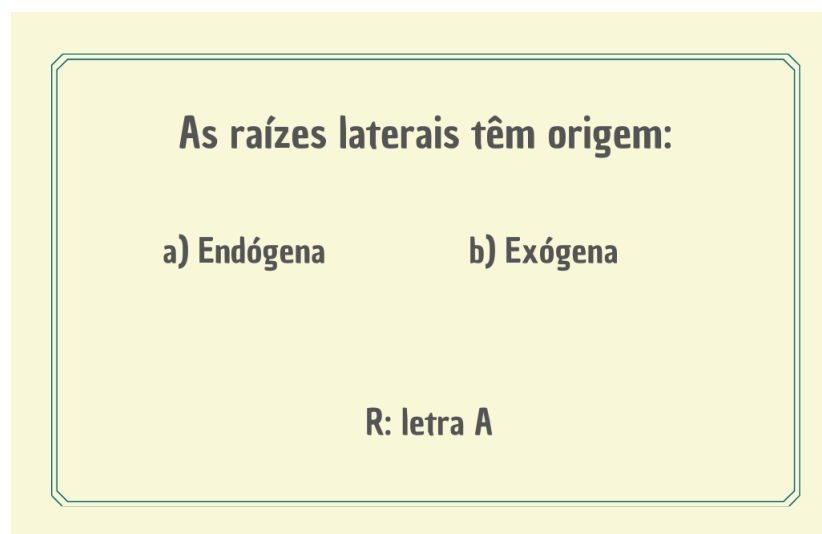 As raízes laterais têm origem:
a) Endógena b) Exógena
R: letra A